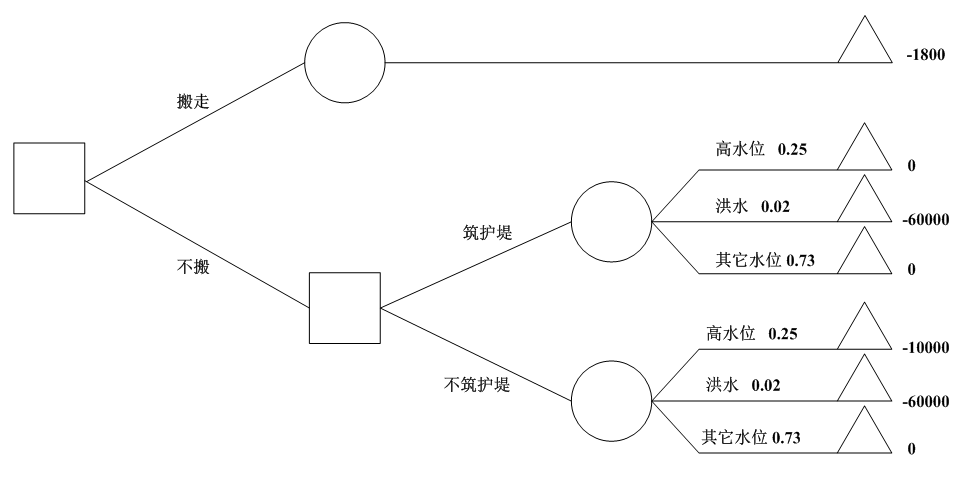 搬走
-1800
高水位 0.25
0
洪水 0.02
-60000
筑护堤
其它水位 0.73
0
不搬
高水位 0.25
-10000
不筑护堤
洪水 0.02
-60000
其它水位 0.73
0